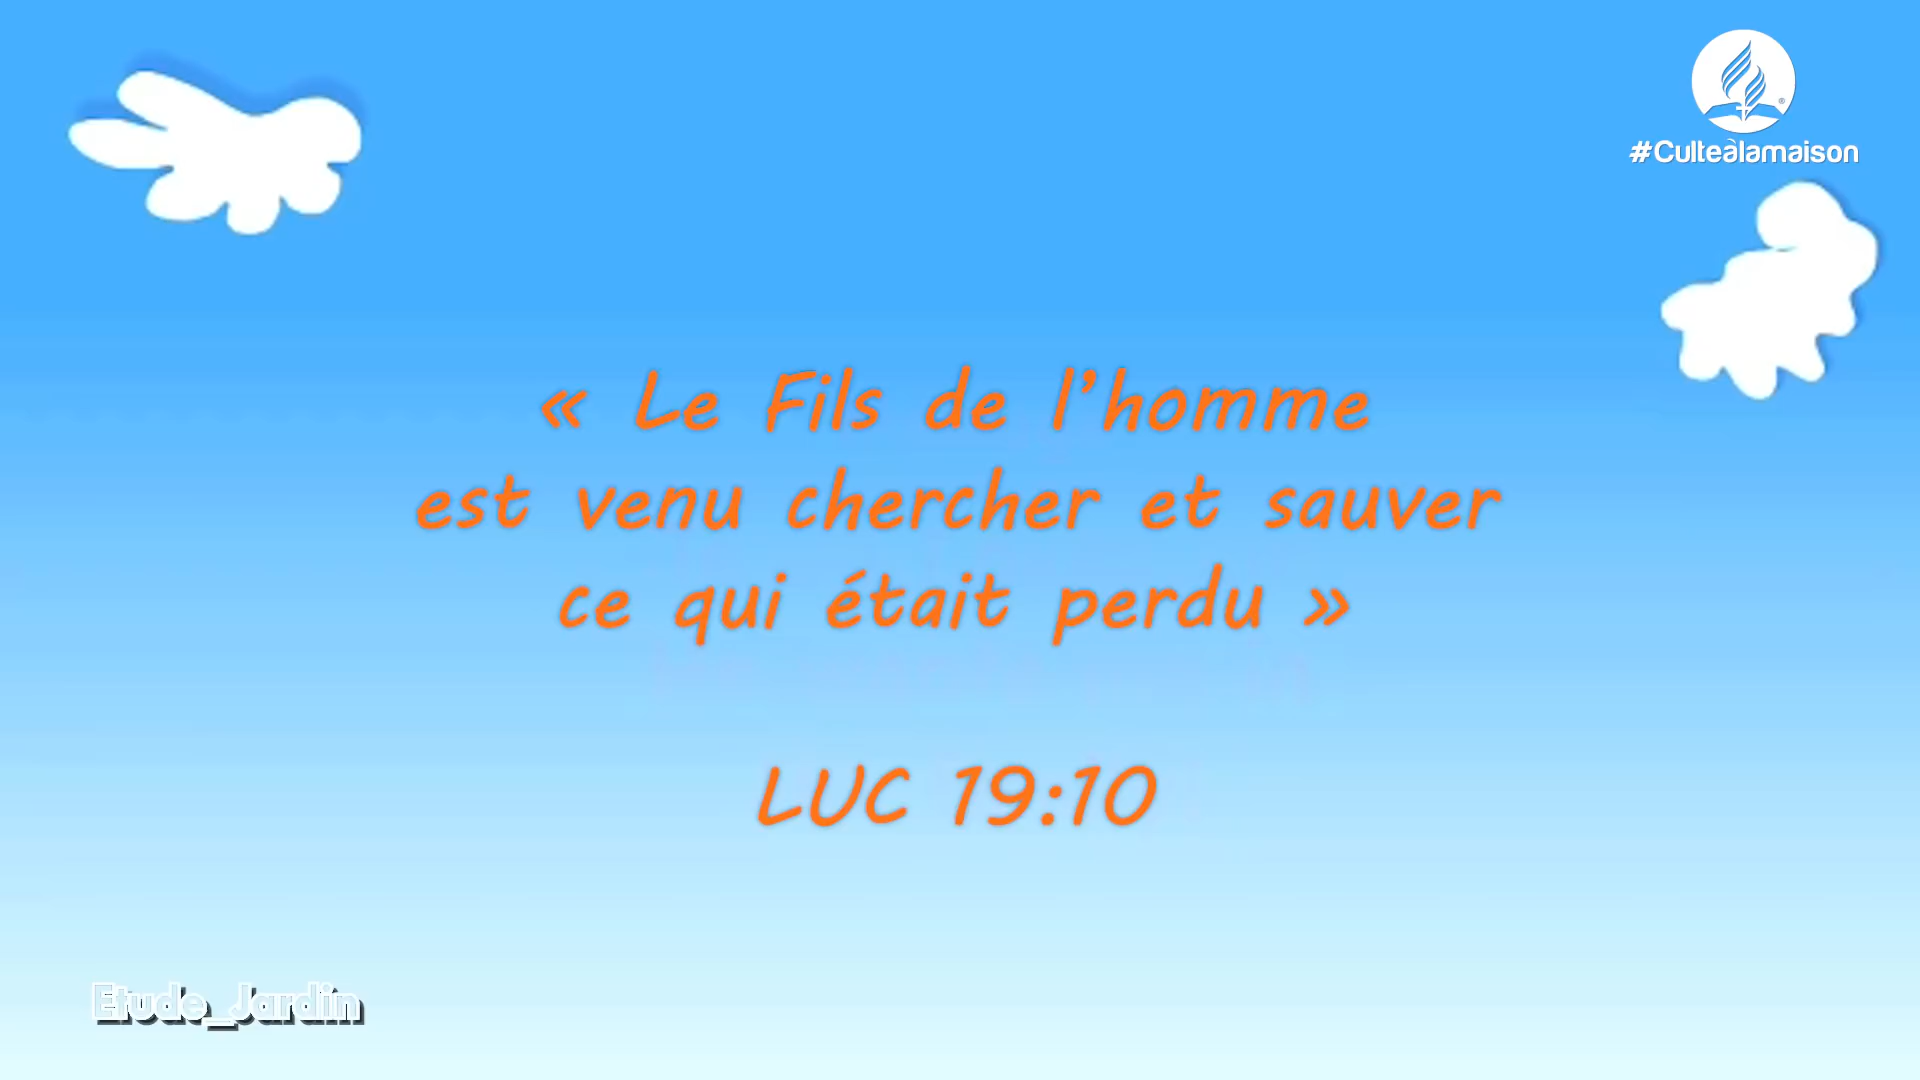 #Culteàlamaison
« Le Fils de l’homme
est venu chercher et sauver
ce qui était perdu »
LUC 19:10
Etude_Jardin